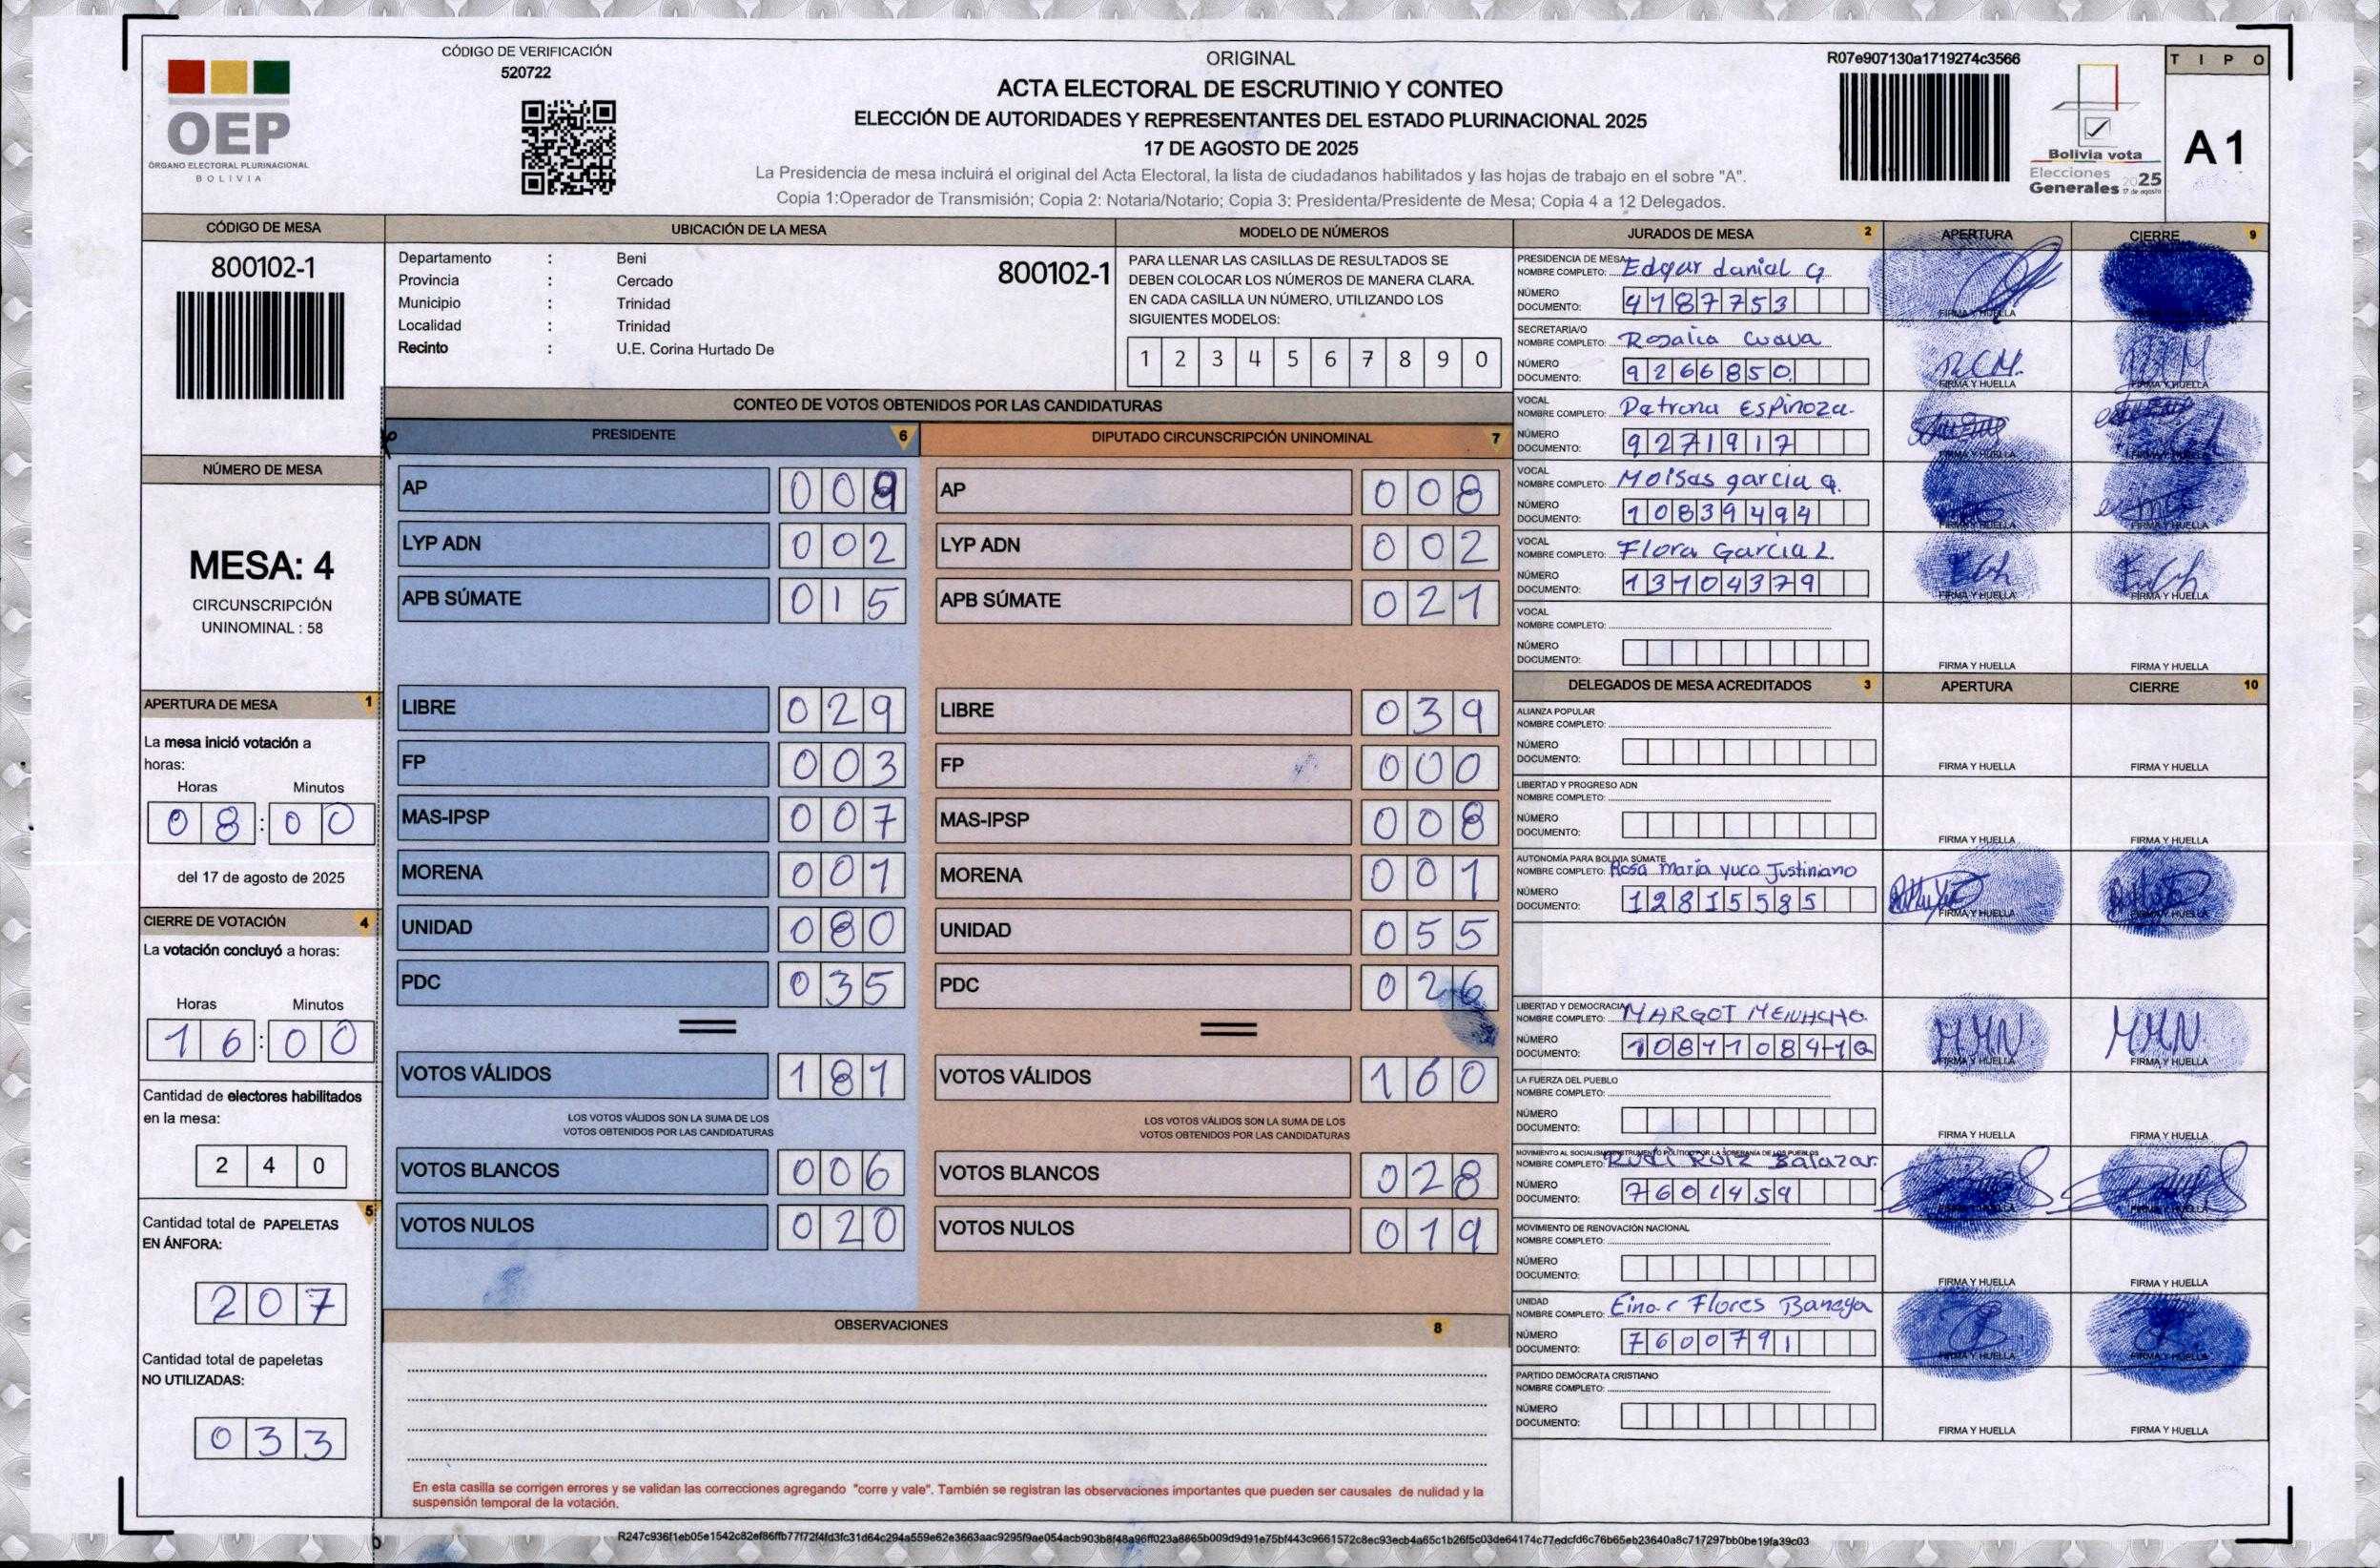 CÓDIGO DE VERIFICACIÓN
520722
OEP
ÓRGANO ELECTORAL PLURINACIONAL
BOLIVIA
ORIGINAL
ACTA ELECTORAL DE ESCRUTINIO Y CONTEO
ELECCIÓN DE AUTORIDADES Y REPRESENTANTES DEL ESTADO PLURINACIONAL 2025
17 DE AGOSTO DE 2025
La Presidencia de mesa incluirá el original del Acta Electoral, la lista de ciudadanos habilitados y las hojas de trabajo en el sobre "A".
Copia 1:Operador de Transmisión; Copia 2: Notaria/Notario; Copia 3: Presidenta/Presidente de Mesa; Copia 4 a 12 Delegados.
R07e907130a1719274c3566
Bolivia vota
Elecciones
Generales 2025
17 de agosto
TIPO
A1
CÓDIGO DE MESA
800102-1
UBICACIÓN DE LA MESA
Departamento : Beni
Provincia : Cercado
Municipio : Trinidad
Localidad : Trinidad
Recinto : U.E. Corina Hurtado De
800102-1
MODELO DE NÚMEROS
PARA LLENAR LAS CASILLAS DE RESULTADOS SE
DEBEN COLOCAR LOS NÚMEROS DE MANERA CLARA.
EN CADA CASILLA UN NÚMERO, UTILIZANDO LOS
SIGUIENTES MODELOS:
1 2 3 4 5 6 7 8 9 0
NÚMERO DE MESA
MESA: 4
CIRCUNSCRIPCIÓN
UNINOMINAL : 58
APERTURA DE MESA 1
La mesa inició votación a
horas:
Horas Minutos
08:00
del 17 de agosto de 2025
CIERRE DE VOTACIÓN 4
La votación concluyó a horas:
Horas Minutos
16:00
Cantidad de electores habilitados
en la mesa:
240
5
Cantidad total de PAPELETAS
EN ÁNFORA:
207
Cantidad total de papeletas
NO UTILIZADAS:
033
CONTEO DE VOTOS OBTENIDOS POR LAS CANDIDATURAS
PRESIDENTE 6
AP 009
LYP ADN 002
APB SÚMATE 015
LIBRE 029
FP 003
MAS-IPSP 007
MORENA 001
UNIDAD 080
PDC 035
VOTOS VÁLIDOS 181
LOS VOTOS VÁLIDOS SON LA SUMA DE LOS
VOTOS OBTENIDOS POR LAS CANDIDATURAS
VOTOS BLANCOS 006
VOTOS NULOS 020
DIPUTADO CIRCUNSCRIPCIÓN UNINOMINAL 7
AP 008
LYP ADN 002
APB SÚMATE 021
LIBRE 039
FP 000
MAS-IPSP 008
MORENA 001
UNIDAD 055
PDC 026
VOTOS VÁLIDOS 160
LOS VOTOS VÁLIDOS SON LA SUMA DE LOS
VOTOS OBTENIDOS POR LAS CANDIDATURAS
VOTOS BLANCOS 028
VOTOS NULOS 019
OBSERVACIONES 8
En esta casilla se corrigen errores y se validan las correcciones agregando "corre y vale". También se registran las observaciones importantes que pueden ser causales de nulidad y la
suspensión temporal de la votación.
JURADOS DE MESA 2 APERTURA CIERRE 9
PRESIDENCIA DE MESA
NOMBRE COMPLETO: Edgar danial G.
NÚMERO DOCUMENTO: 4187753
FIRMA Y HUELLA
SECRETARIA/O
NOMBRE COMPLETO: Rosalia Cuava
NÚMERO DOCUMENTO: 9266850
RCM.
FIRMA Y HUELLA FIRMA Y HUELLA
VOCAL
NOMBRE COMPLETO: Petrona Espinoza.
NÚMERO DOCUMENTO: 9271917
FIRMA Y HUELLA FIRMA Y HUELLA
VOCAL
NOMBRE COMPLETO: Moisas garcia g.
NÚMERO DOCUMENTO: 10839494
FIRMA Y HUELLA FIRMA Y HUELLA
VOCAL
NOMBRE COMPLETO: Flora Garcia L.
NÚMERO DOCUMENTO: 13104379
FIRMA Y HUELLA FIRMA Y HUELLA
VOCAL
NOMBRE COMPLETO:
NÚMERO DOCUMENTO:
FIRMA Y HUELLA FIRMA Y HUELLA
DELEGADOS DE MESA ACREDITADOS 3 APERTURA CIERRE 10
ALIANZA POPULAR
NOMBRE COMPLETO:
NÚMERO DOCUMENTO:
FIRMA Y HUELLA FIRMA Y HUELLA
LIBERTAD Y PROGRESO ADN
NOMBRE COMPLETO:
NÚMERO DOCUMENTO:
FIRMA Y HUELLA FIRMA Y HUELLA
AUTONOMÍA PARA BOLIVIA SÚMATE
NOMBRE COMPLETO: Rosa María yuco Justiniano
NÚMERO DOCUMENTO: 12815585
FIRMA Y HUELLA FIRMA Y HUELLA
LIBERTAD Y DEMOCRACIA
NOMBRE COMPLETO: MARGOT
NÚMERO DOCUMENTO: 10811084-1Q
FIRMA Y HUELLA FIRMA Y HUELLA
LA FUERZA DEL PUEBLO
NOMBRE COMPLETO:
NÚMERO DOCUMENTO:
FIRMA Y HUELLA FIRMA Y HUELLA
MOVIMIENTO AL SOCIALISMO INSTRUMENTO POLÍTICO POR LA SOBERANÍA DE LOS PUEBLOS
NOMBRE COMPLETO: Rudi Ruiz Salazar.
NÚMERO DOCUMENTO: 7601459
FIRMA Y HUELLA FIRMA Y HUELLA
MOVIMIENTO DE RENOVACIÓN NACIONAL
NOMBRE COMPLETO:
NÚMERO DOCUMENTO:
FIRMA Y HUELLA FIRMA Y HUELLA
UNIDAD
NOMBRE COMPLETO: Einar Flores Banega
NÚMERO DOCUMENTO: 7600791
FIRMA Y HUELLA FIRMA Y HUELLA
PARTIDO DEMÓCRATA CRISTIANO
NOMBRE COMPLETO:
NÚMERO DOCUMENTO:
FIRMA Y HUELLA FIRMA Y HUELLA